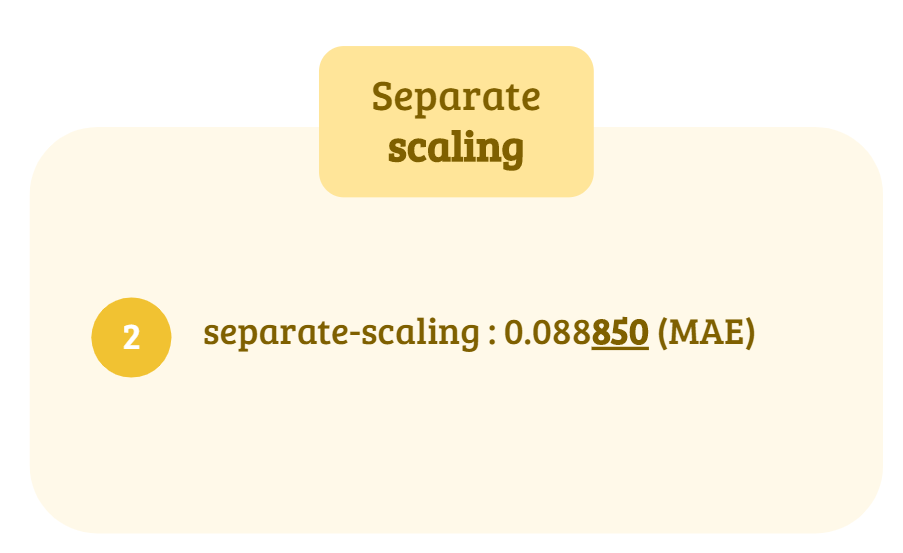 Separate
scaling
2
separate-scaling : 0.088850 (MAE)